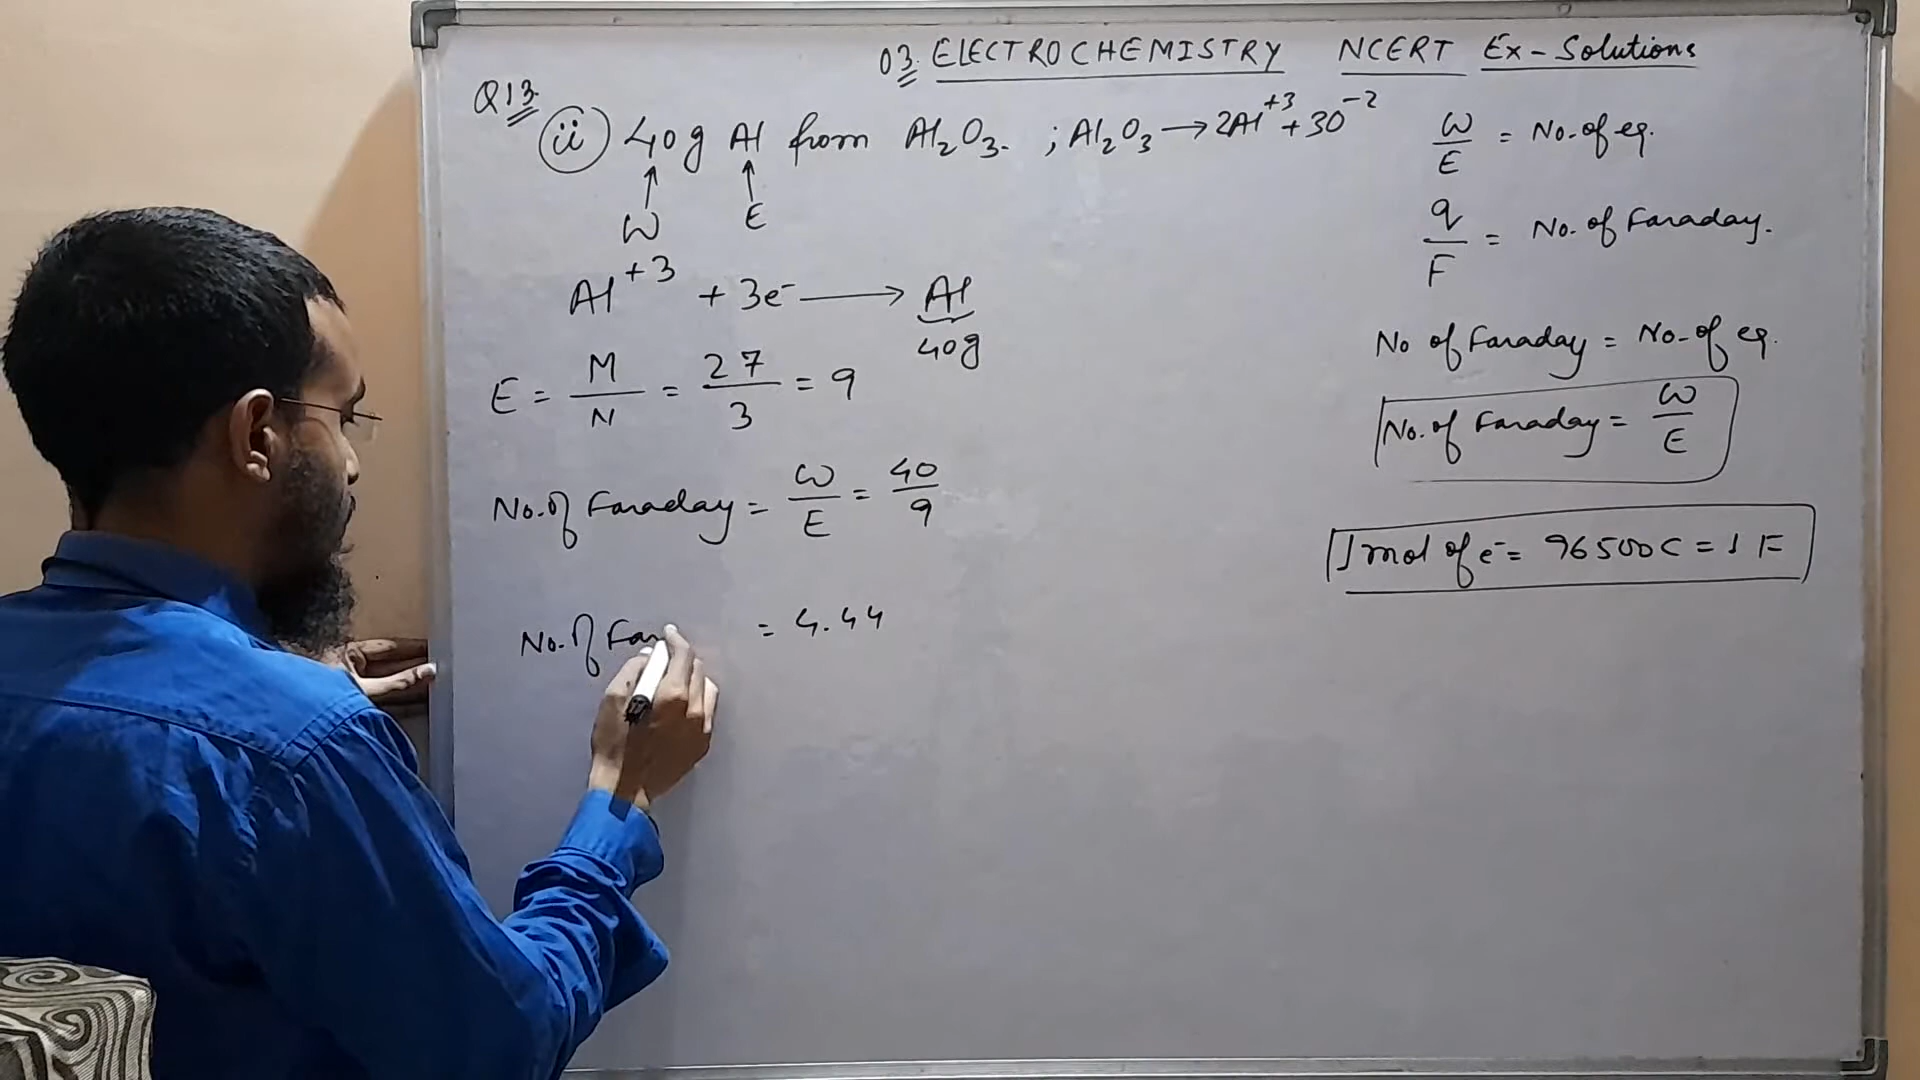 03. ELECTROCHEMISTRY NCERT Ex-Solutions
Q13.
(ii) 40g Al from Al₂O₃. ; Al₂O₃ → 2Al⁺³ + 3O⁻²
W E
Al⁺³ + 3e⁻ → Al
40g
E = M/N = 27/3 = 9
No. of Faraday = W/E = 40/9
No. of Fara = 4.44
W/E = No. of eq.
q/F = No. of Faraday.
No of Faraday = No. of eq.
No. of Faraday = W/E
1 mol of e⁻ = 96500C = 1 F